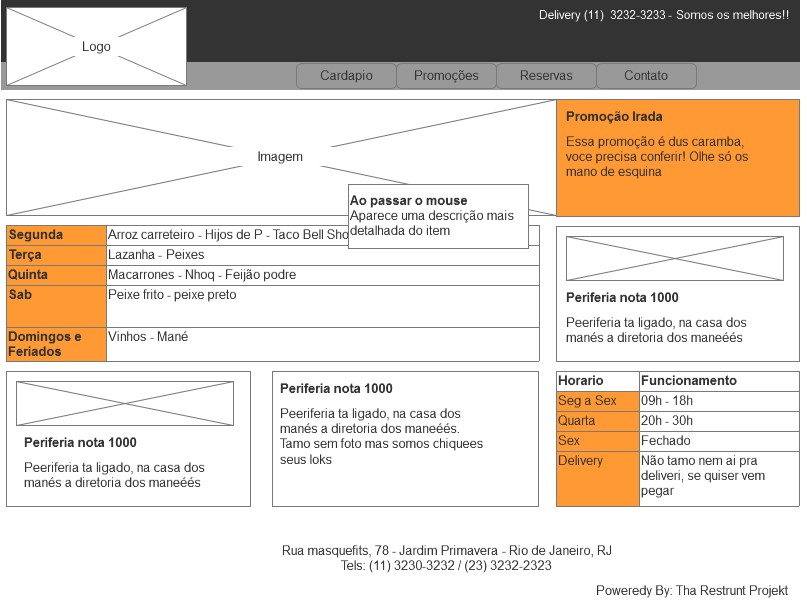 Delivery (11)  3232-3233 - Somos os melhores!!
Logo
Cardapio
Promoções
Reservas
Contato
Imagem
Promoção Irada
Essa promoção é dus caramba,
voce precisa conferir! Olhe só os
mano de esquina
Ao passar o mouse
Aparece uma descrição mais
detalhada do item
Segunda
Arroz carreteiro - Hijos de P - Taco Bell Sho
Terça
Lazanha - Peixes
Quinta
Macarrones - Nhoq - Feijão podre
Sab
Peixe frito - peixe preto
Domingos e
Feriados
Vinhos - Mané
Periferia nota 1000
Peeriferia ta ligado, na casa dos
manés a diretoria dos maneéés
Periferia nota 1000
Peeriferia ta ligado, na casa dos
manés a diretoria dos maneéés
Periferia nota 1000
Peeriferia ta ligado, na casa dos
manés a diretoria dos maneéés.
Tamo sem foto mas somos chiquees
seus loks
Horario
Funcionamento
Seg a Sex
09h - 18h
Quarta
20h - 30h
Sex
Fechado
Delivery
Não tamo nem ai pra
deliveri, se quiser vem
pegar
Rua masquefits, 78 - Jardim Primavera - Rio de Janeiro, RJ
Tels: (11) 3230-3232 / (23) 3232-2323
Poweredy By: Tha Restrunt Projekt